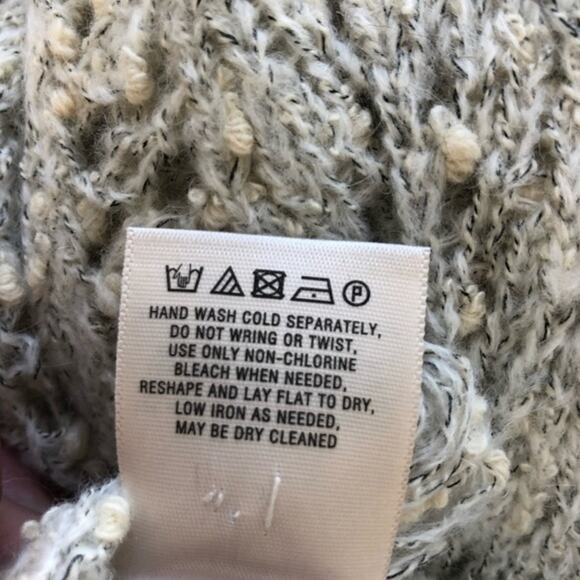 P
HAND WASH COLD SEPARATELY,
DO NOT WRING OR TWIST,
USE ONLY NON-CHLORINE
BLEACH WHEN NEEDED,
RESHAPE AND LAY FLAT TO DRY,
LOW IRON AS NEEDED,
MAY BE DRY CLEANED